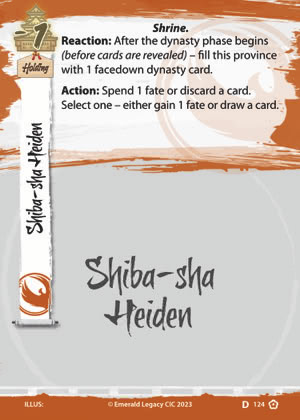 1
Holding
Shrine.
Reaction: After the dynasty phase begins
(before cards are revealed) – fill this province
with 1 facedown dynasty card.
Action: Spend 1 fate or discard a card.
Select one – either gain 1 fate or draw a card.
Shiba-sha Heiden
Shiba-sha
Heiden
ILLUS:
© Emerald Legacy CIC 2023
D 124